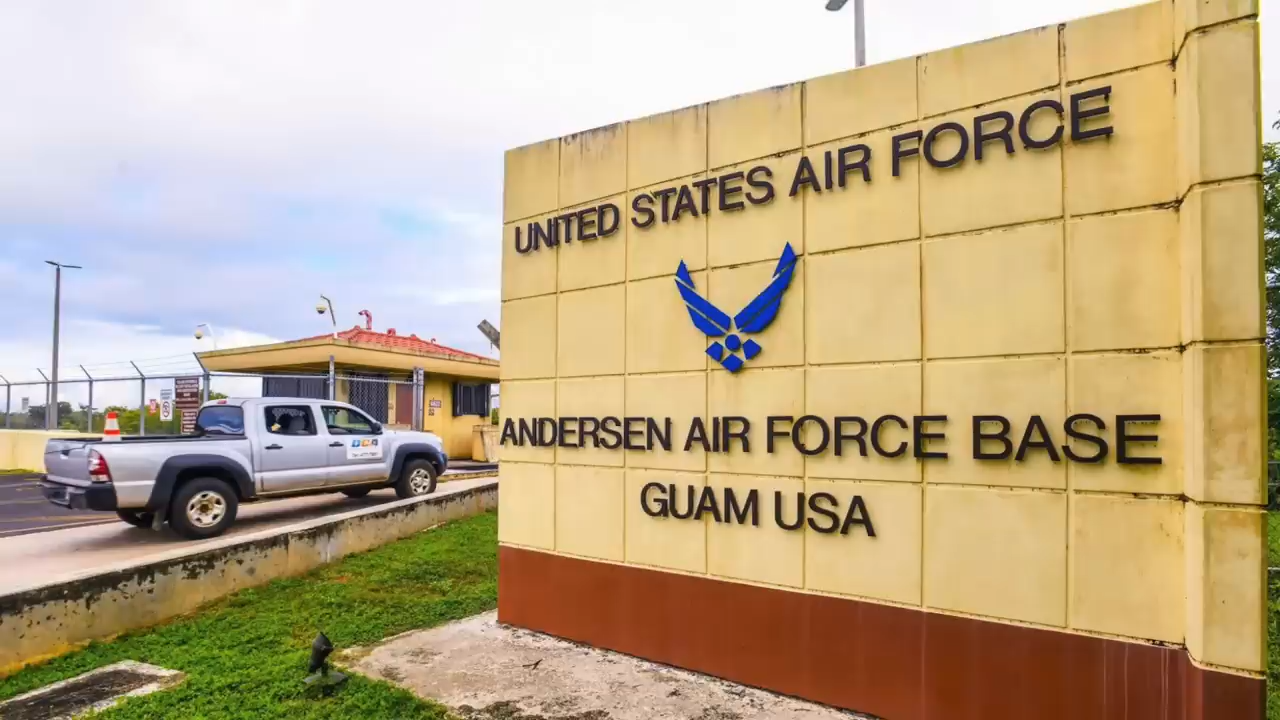 UNITED STATES AIR FORCE
ANDERSEN AIR FORCE BASE
GUAM USA